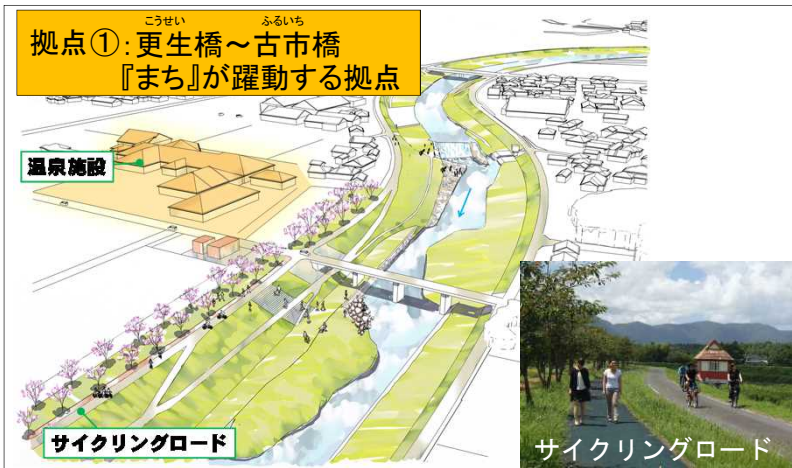 こうせい ふるいち
拠点①：更生橋～古市橋
『まち』が躍動する拠点
温泉施設
サイクリングロード
サイクリングロード